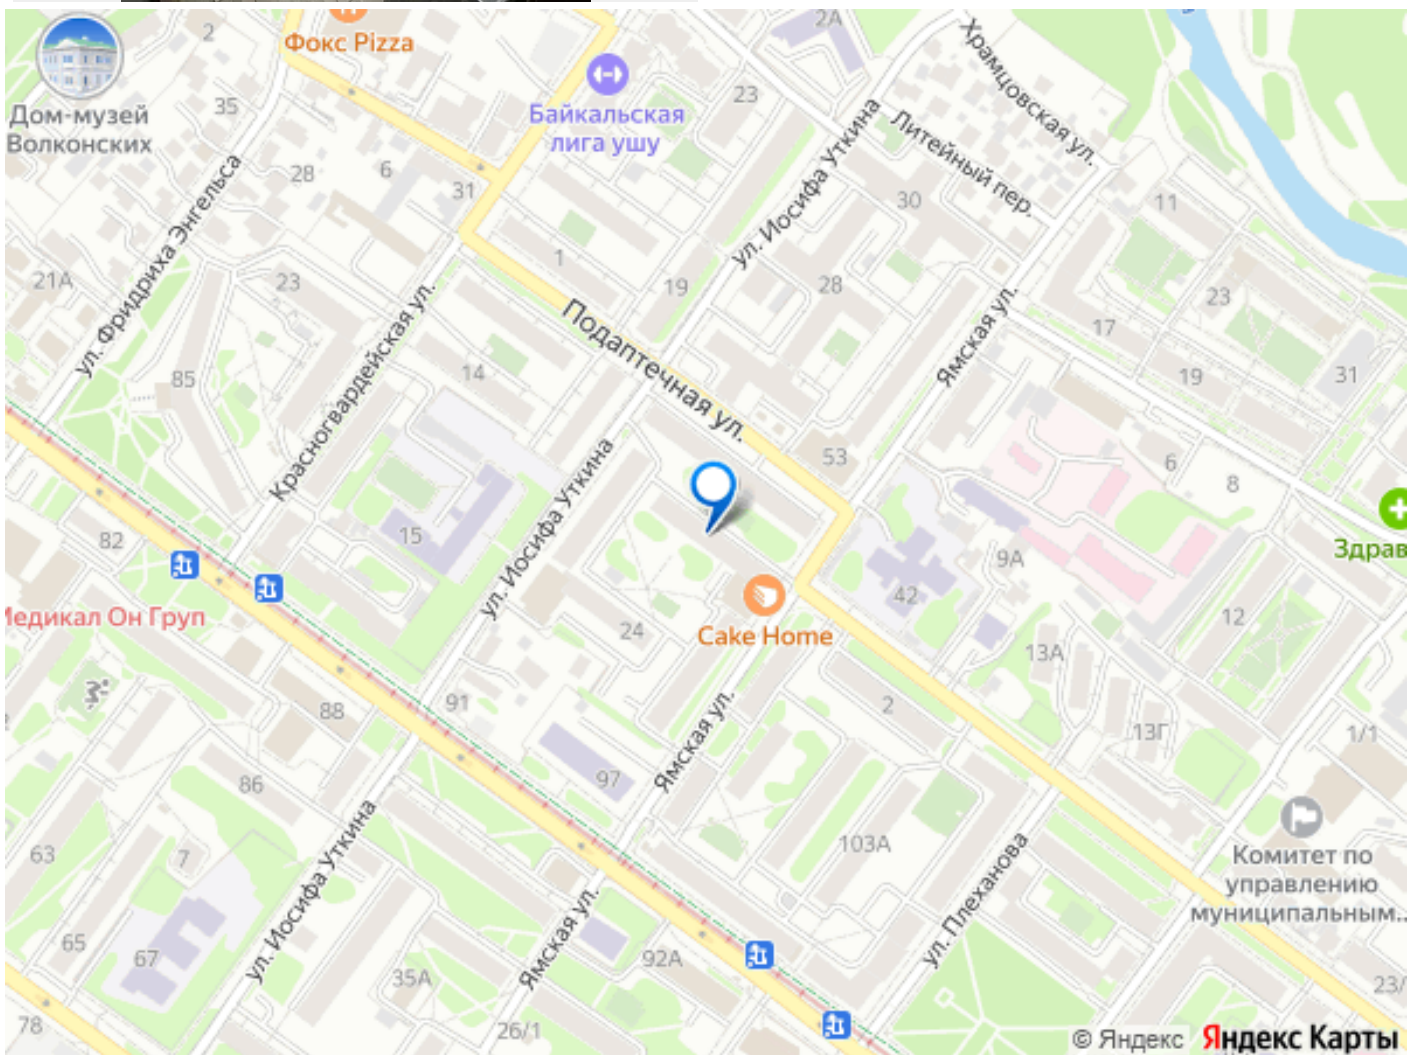 2
Фокс Pizza
2А
Храмцовская ул.
Дом-музей
Волконских
35
Байкальская
лига ушу
23
Литейный пер.
ул. Иосифа Уткина
28
6
31
30
11
ул. Фридриха Энгельса
21А
23
1
19
28
23
Подаптечная ул.
17
Красногвардейская ул.
Ямская ул.
85
14
19
31
53
6
8
ул. Иосифа Уткина
15
82
Здрав
9А
42
Медикал Он Груп
24
Cake Home
12
13А
91
88
2
13Г
1/1
Ямская ул.
97
86
103А
Комитет по
управлению
муниципальным...
63
7
ул. Иосифа Уткина
ул. Плеханова
65
67
Ямская ул.
92А
35А
23/
78
26/1
© Яндекс Яндекс Карты